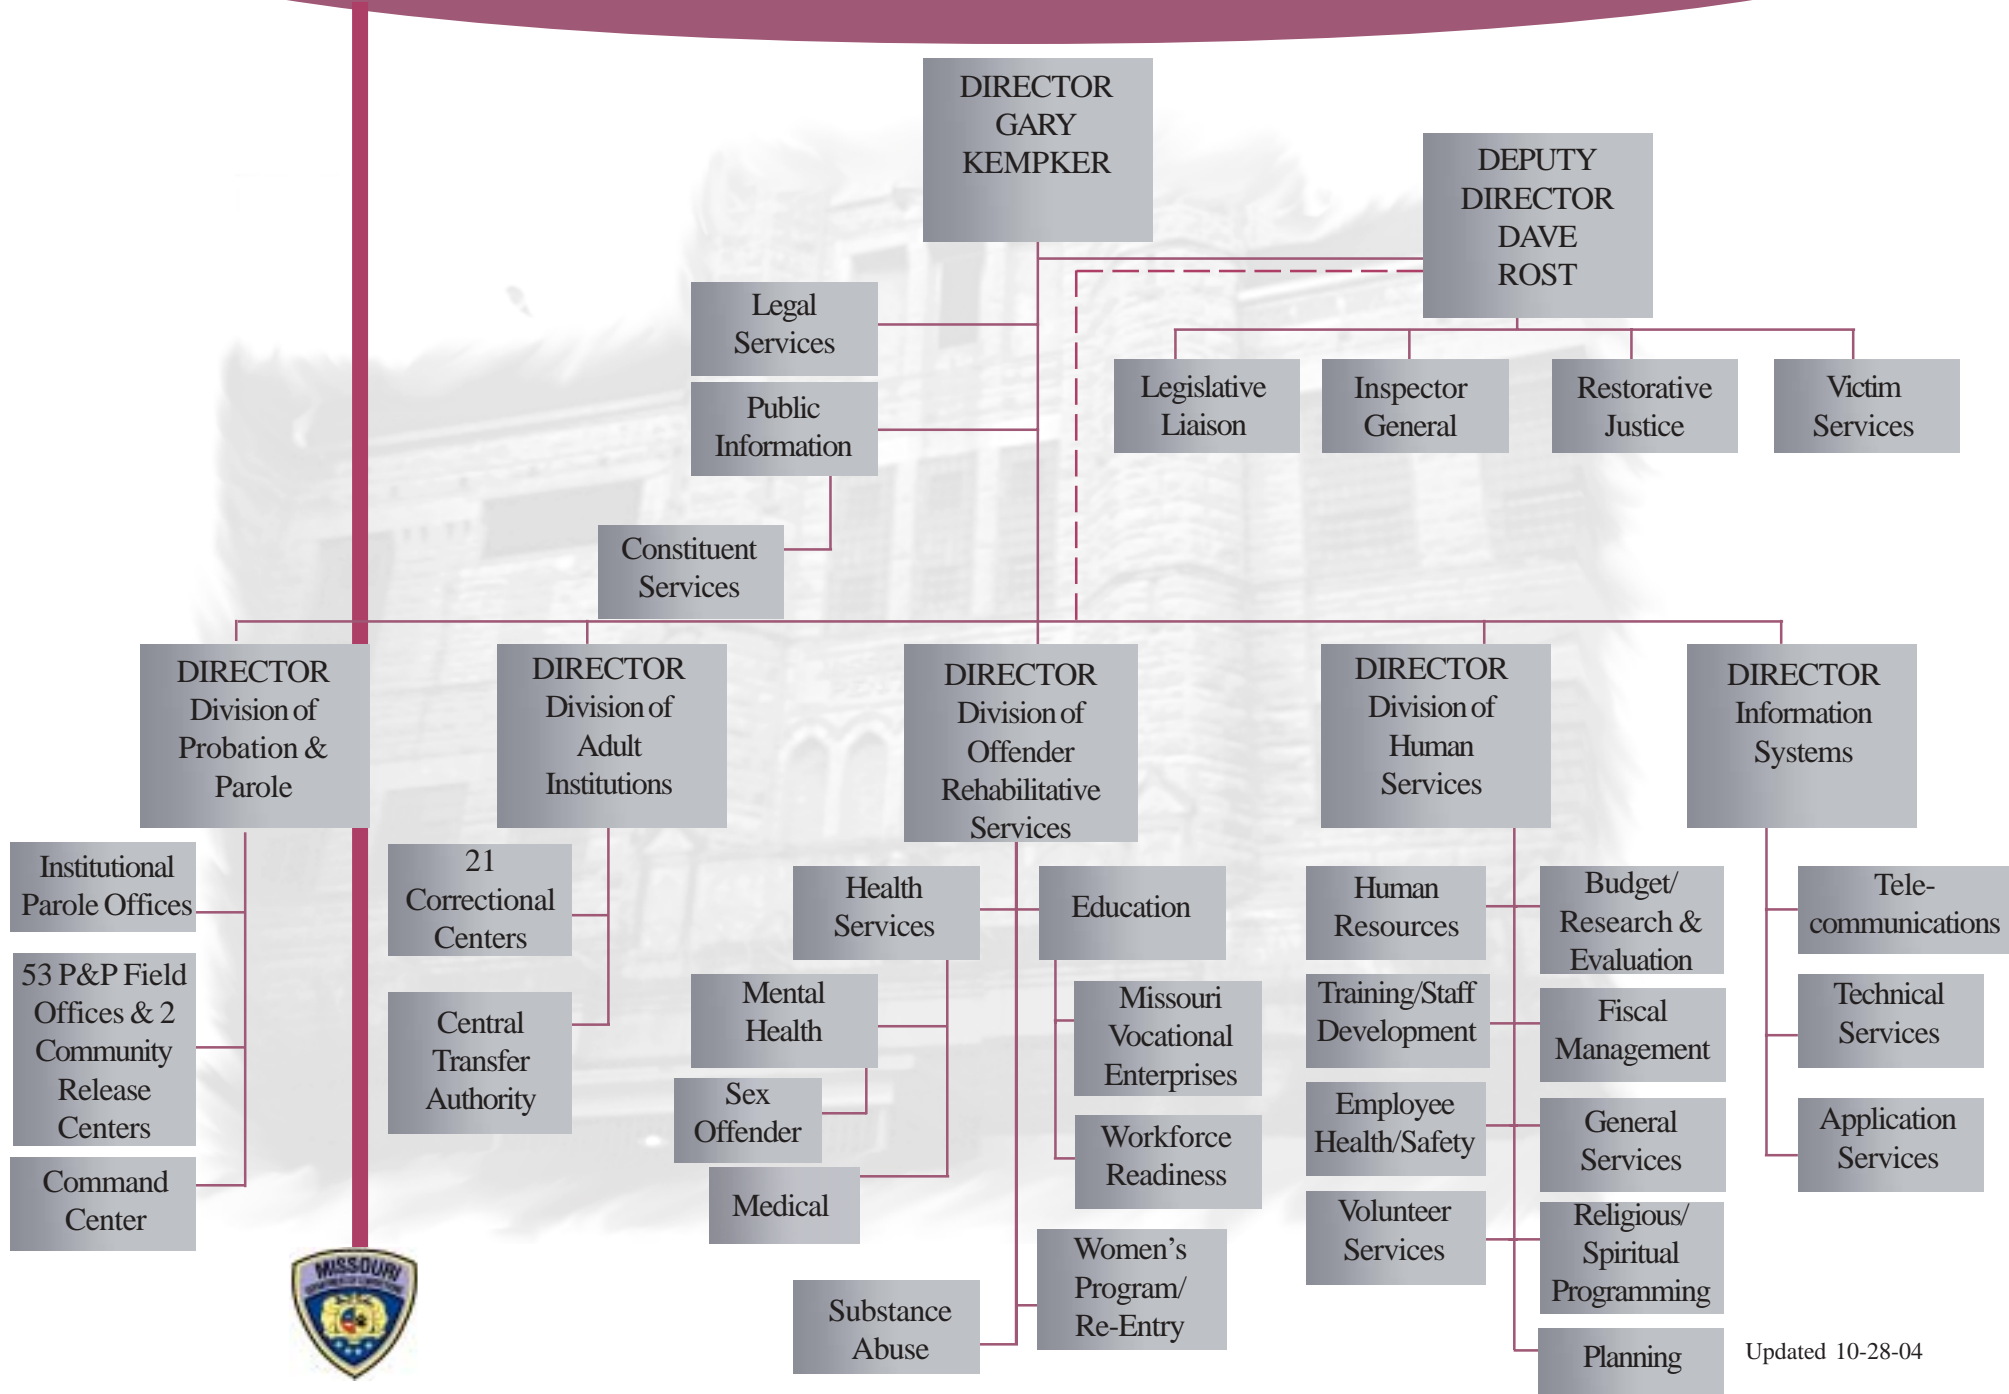 DIRECTOR
GARY
KEMPKER
DEPUTY
DIRECTOR
DAVE
ROST
Legal
Services
Public
Information
Constituent
Services
Legislative
Liaison
Inspector
General
Restorative
Justice
Victim
Services
DIRECTOR
Division of
Probation &
Parole
DIRECTOR
Division of
Adult
Institutions
DIRECTOR
Division of
Offender
Rehabilitative
Services
DIRECTOR
Division of
Human
Services
DIRECTOR
Information
Systems
Institutional
Parole Offices
53 P&P Field
Offices & 2
Community
Release
Centers
Command
Center
21
Correctional
Centers
Central
Transfer
Authority
Health
Services
Mental
Health
Sex
Offender
Medical
Substance
Abuse
Education
Missouri
Vocational
Enterprises
Workforce
Readiness
Women’s
Program/
Re-Entry
Human
Resources
Training/Staff
Development
Employee
Health/Safety
Volunteer
Services
Budget/
Research &
Evaluation
Fiscal
Management
General
Services
Religious/
Spiritual
Programming
Planning
Tele-
communications
Technical
Services
Application
Services
MISSOURI
Updated 10-28-04